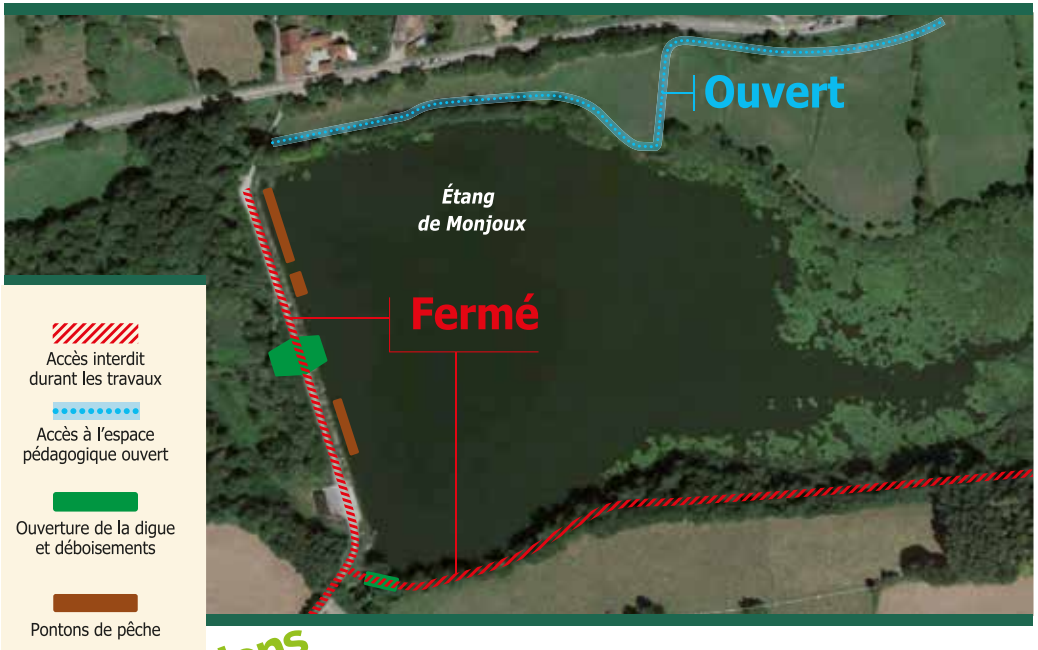 Ouvert
Étang
de Monjoux
Fermé
Accès interdit
durant les travaux
Accès à l'espace
pédagogique ouvert
Ouverture de la digue
et déboisements
Pontons de pêche